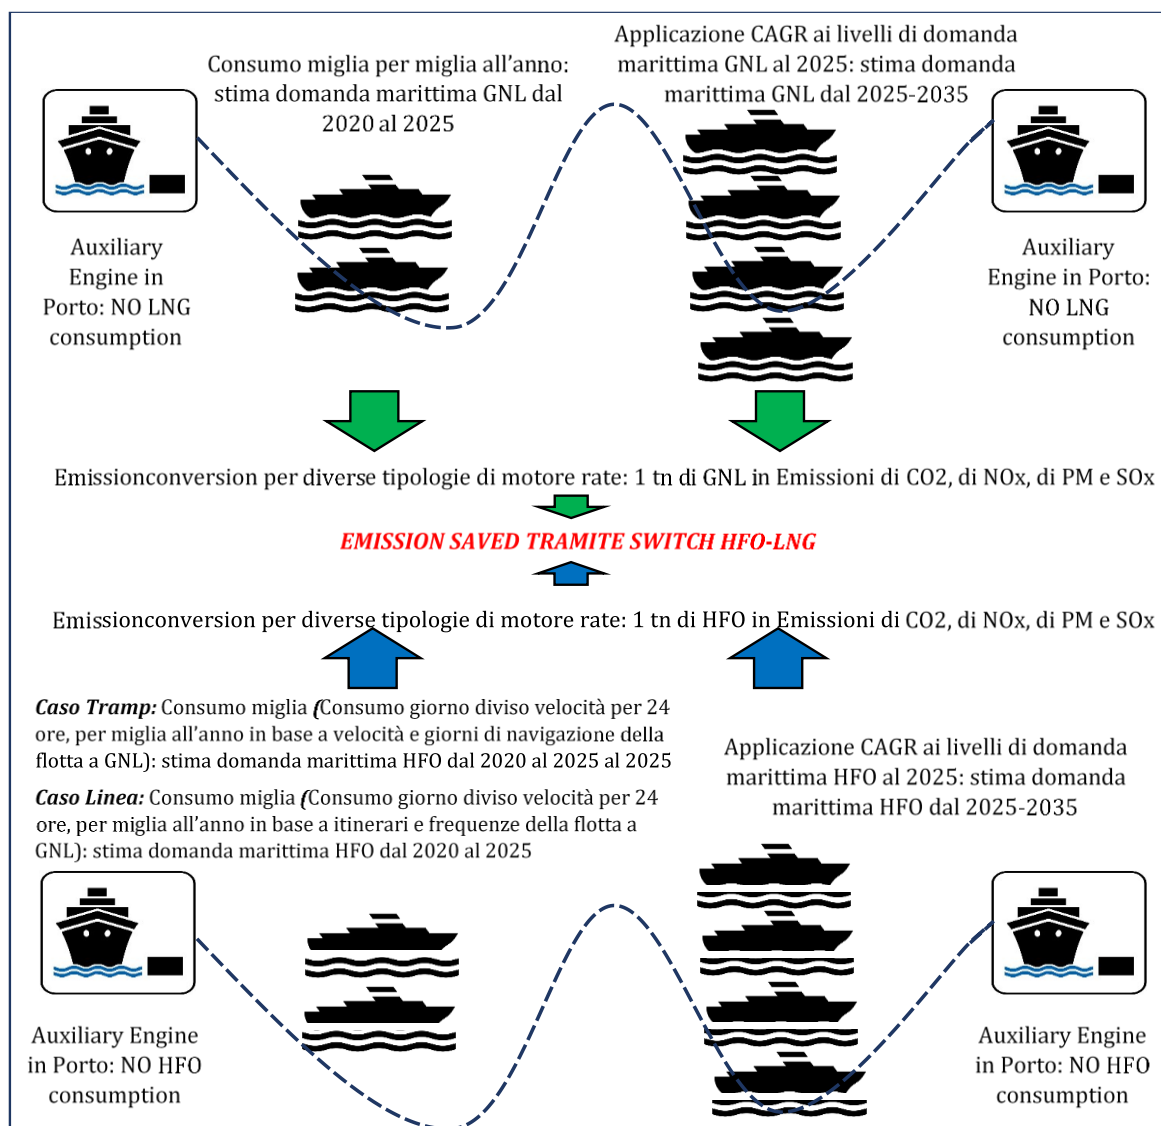 Consumo miglia per miglia all'anno:
stima domanda marittima GNL dal
2020 al 2025
Applicazione CAGR ai livelli di domanda
marittima GNL al 2025: stima domanda
marittima GNL dal 2025-2035
Auxiliary
Engine in
Porto: NO LNG
consumption
Auxiliary
Engine in Porto:
NO LNG
consumption
Emissionconversion per diverse tipologie di motore rate: 1 tn di GNL in Emissioni di CO2, di NOx, di PM e SOx
EMISSION SAVED TRAMITE SWITCH HFO-LNG
Emissionconversion per diverse tipologie di motore rate: 1 tn di HFO in Emissioni di CO2, di NOx, di PM e SOx
Caso Tramp: Consumo miglia (Consumo giorno diviso velocità per 24
ore, per miglia all'anno in base a velocità e giorni di navigazione della
flotta a GNL): stima domanda marittima HFO dal 2020 al 2025 al 2025
Caso Linea: Consumo miglia (Consumo giorno diviso velocità per 24
ore, per miglia all'anno in base a itinerari e frequenze della flotta a
GNL): stima domanda marittima HFO dal 2020 al 2025
Applicazione CAGR ai livelli di domanda
marittima HFO al 2025: stima domanda
marittima HFO dal 2025-2035
Auxiliary Engine
in Porto: NO HFO
consumption
Auxiliary Engine
in Porto: NO HFO
consumption